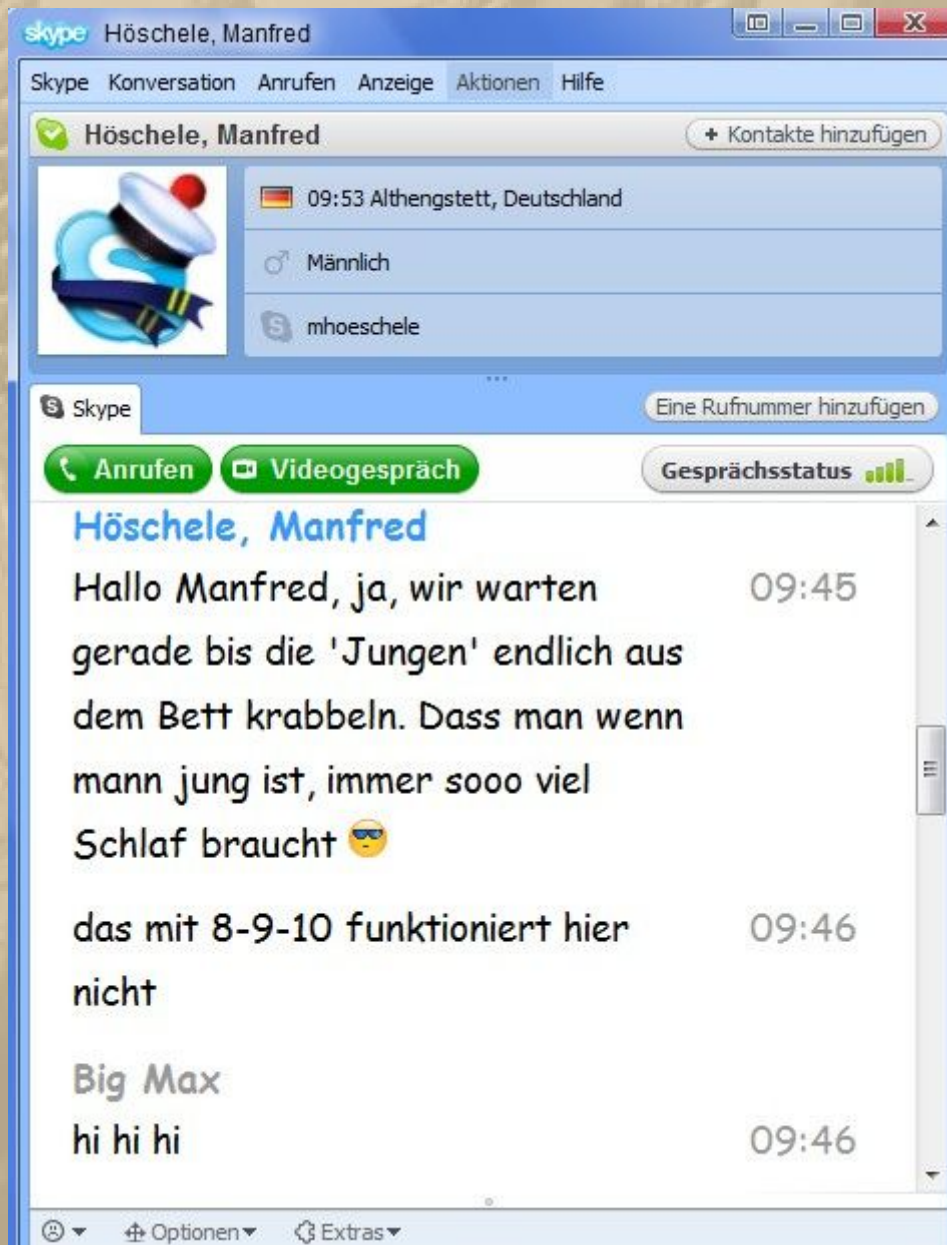 skype Höschele, Manfred
Skype Konversation Anrufen Anzeige Aktionen Hilfe
Höschele, Manfred + Kontakte hinzufügen
09:53 Althengstett, Deutschland
Männlich
mhoeschele
Skype Eine Rufnummer hinzufügen
Anrufen Videogespräch Gesprächsstatus
Höschele, Manfred
Hallo Manfred, ja, wir warten 09:45
gerade bis die 'Jungen' endlich aus
dem Bett krabbeln. Dass man wenn
mann jung ist, immer sooo viel
Schlaf braucht
das mit 8-9-10 funktioniert hier 09:46
nicht
Big Max
hi hi hi 09:46
Optionen Extras